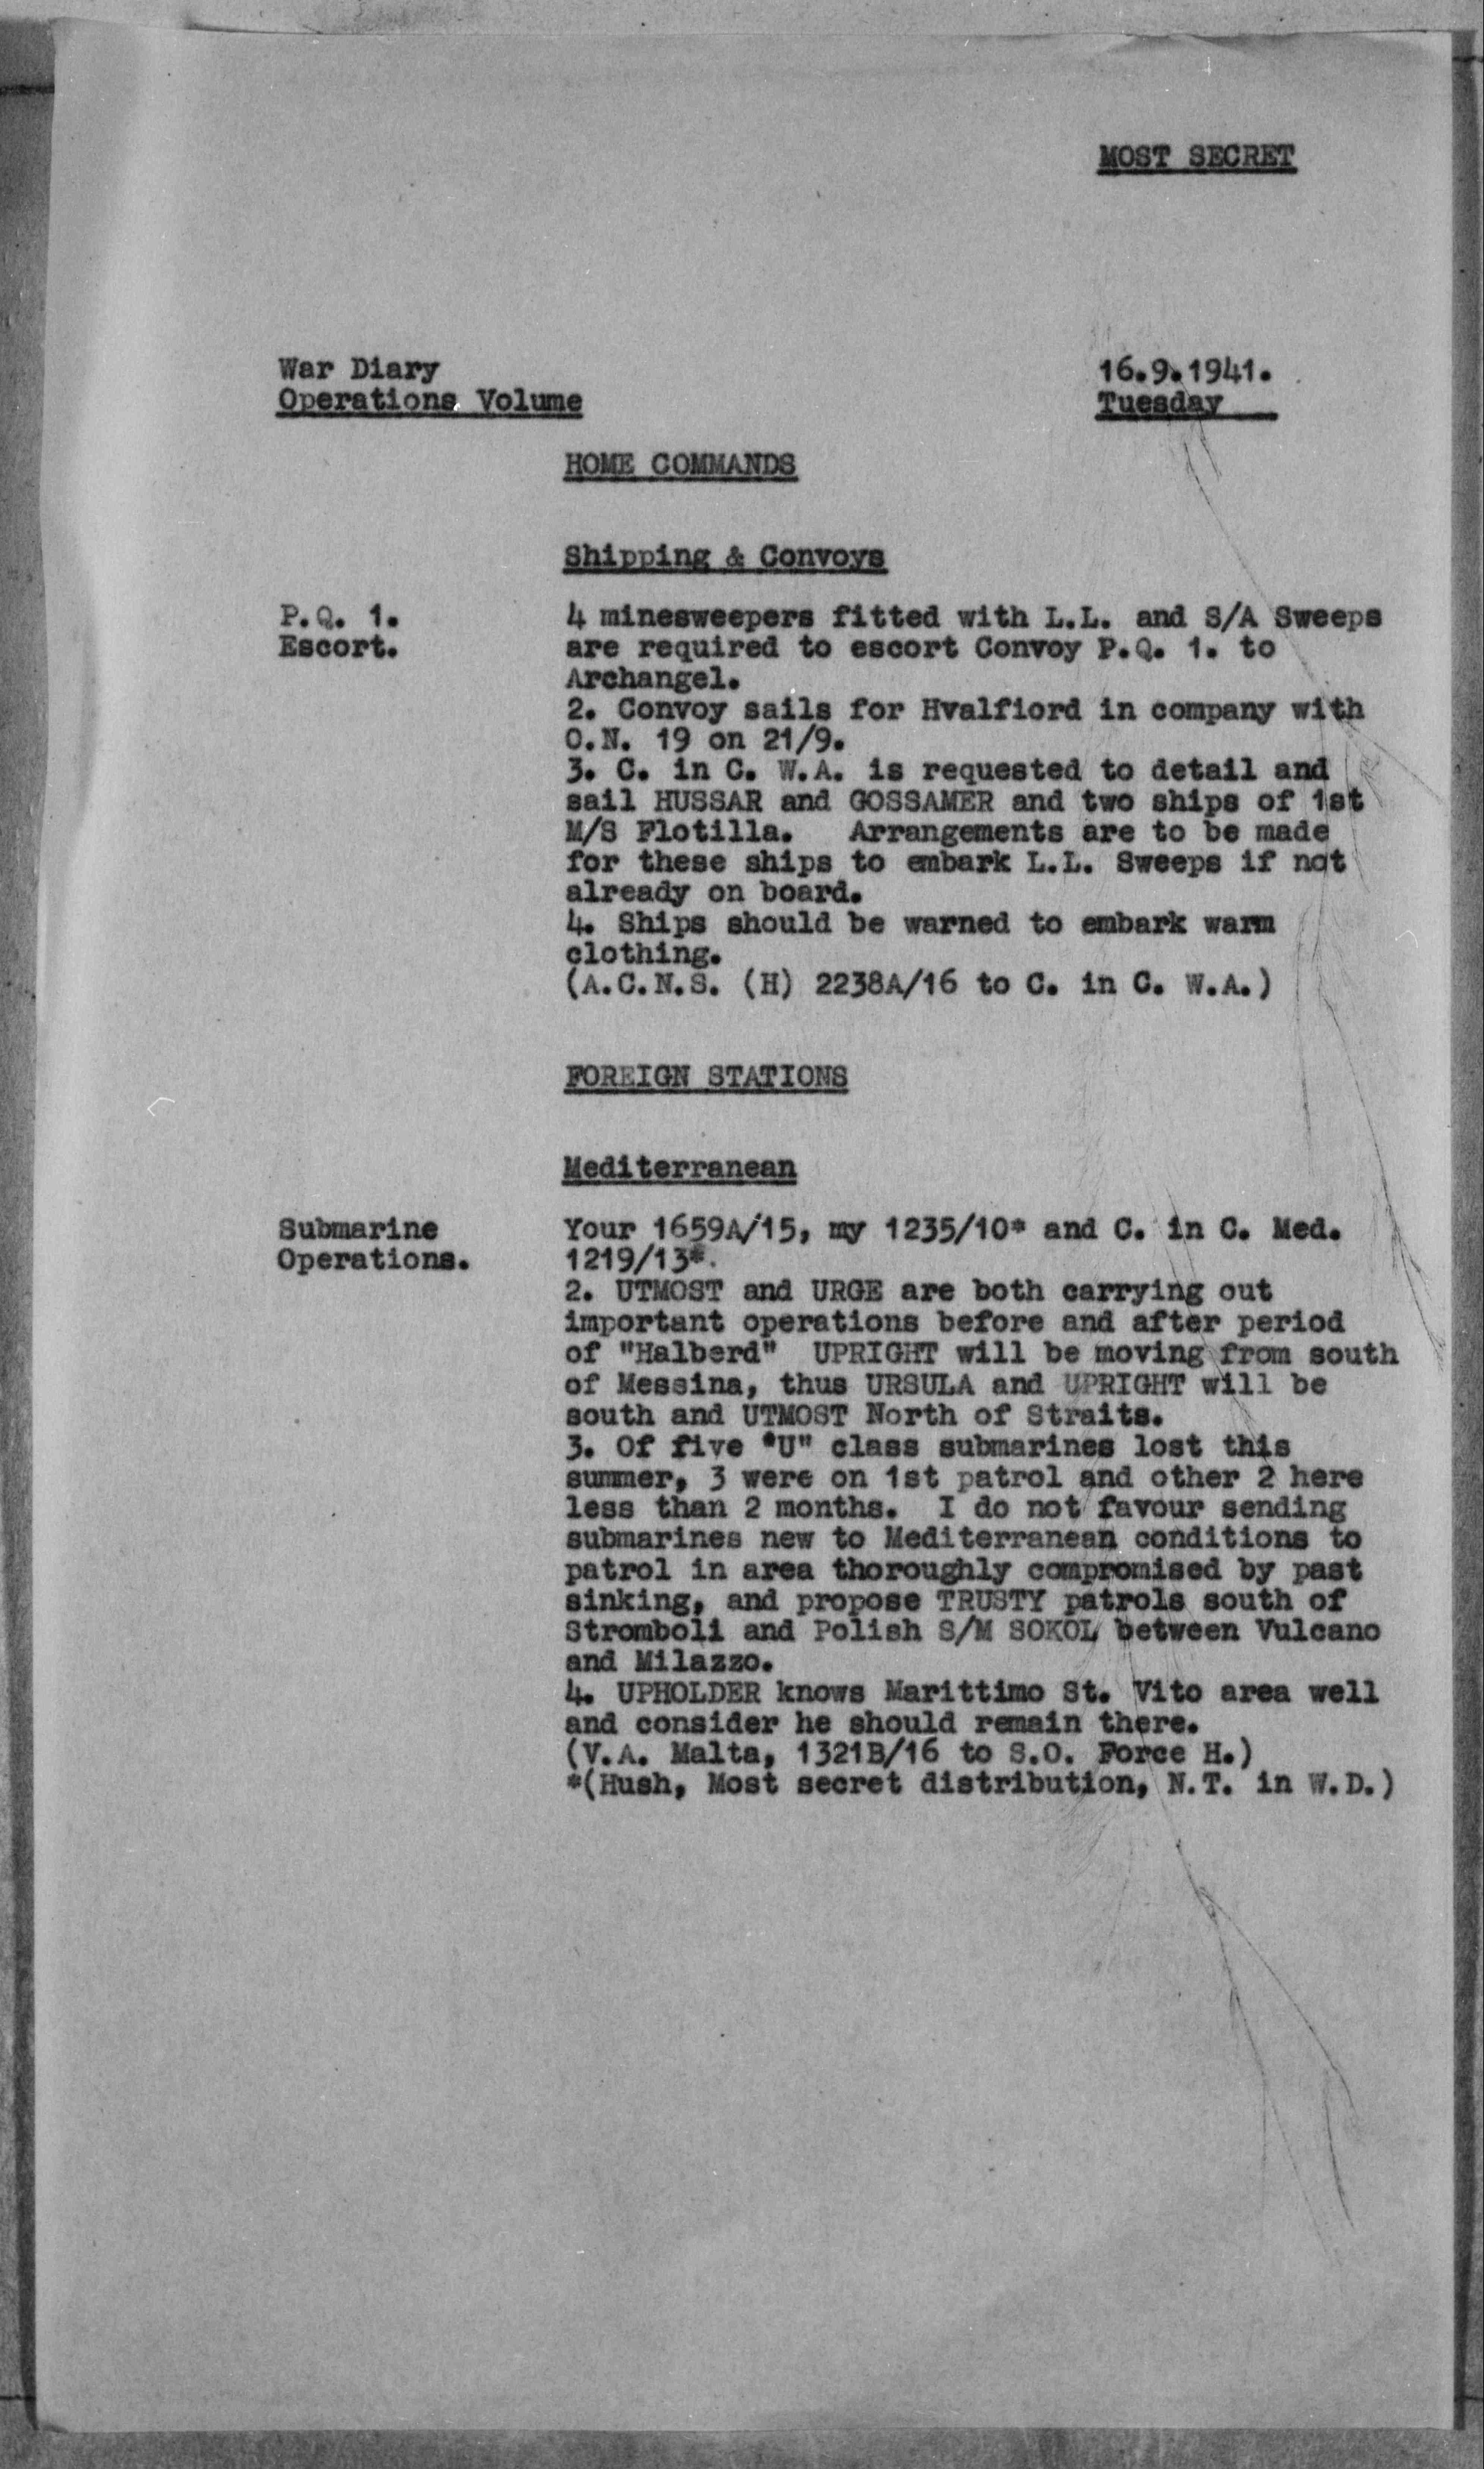 MOST SECRET
War Diary
Operations Volume
16.9.1941.
Tuesday
HOME COMMANDS
Shipping & Convoys
P.Q. 1.
Escort.
4 minesweepers fitted with L.L. and S/A Sweeps
are required to escort Convoy P.Q. 1. to
Archangel.
2. Convoy sails for Hvalfiord in company with
O.N. 19 on 21/9.
3. C. in C. W.A. is requested to detail and
sail HUSSAR and GOSSAMER and two ships of 1st
M/S Flotilla. Arrangements are to be made
for these ships to embark L.L. Sweeps if not
already on board.
4. Ships should be warned to embark warm
clothing.
(A.C.N.S. (H) 2238A/16 to C. in C. W.A.)
FOREIGN STATIONS
Mediterranean
Submarine
Operations.
Your 1659A/15, my 1235/10* and C. in C. Med.
1219/13*.
2. UTMOST and URGE are both carrying out
important operations before and after period
of "Halberd" UPRIGHT will be moving from south
of Messina, thus URSULA and UPRIGHT will be
south and UTMOST North of Straits.
3. Of five "U" class submarines lost this
summer, 3 were on 1st patrol and other 2 here
less than 2 months. I do not favour sending
submarines new to Mediterranean conditions to
patrol in area thoroughly compromised by past
sinking, and propose TRUSTY patrols south of
Stromboli and Polish S/M SOKOL between Vulcano
and Milazzo.
4. UPHOLDER knows Marittimo St. Vito area well
and consider he should remain there.
(V.A. Malta, 1321B/16 to S.O. Force H.)
*(Hush, Most secret distribution, N.T. in W.D.)